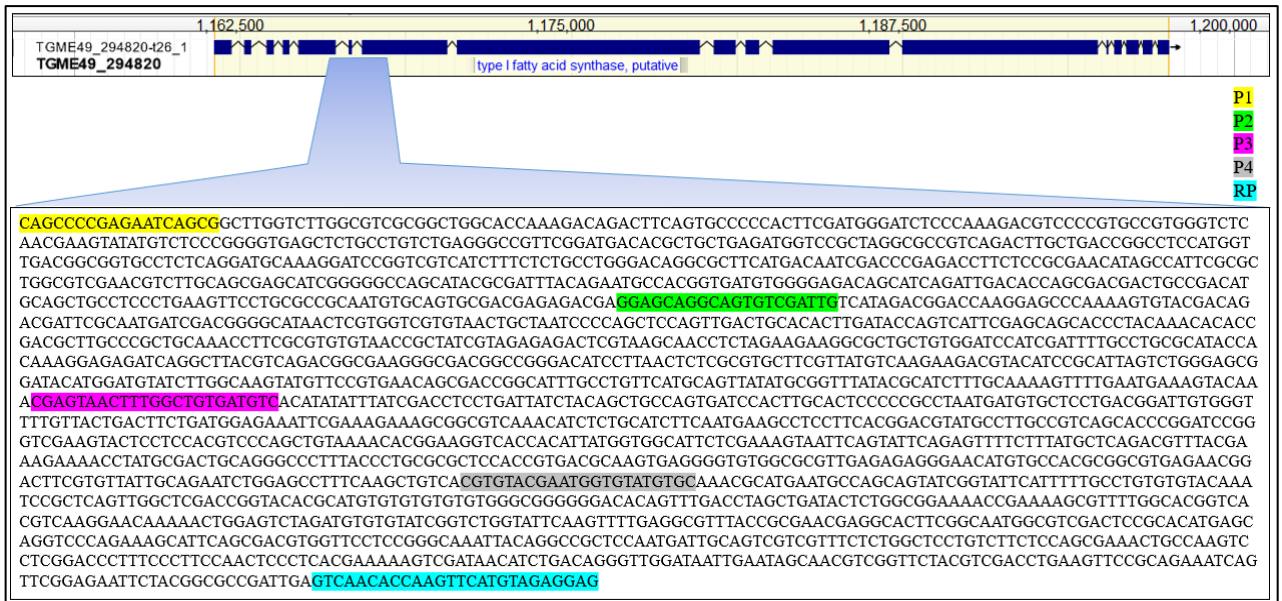 1,162,500 1,175,000 1,187,500 1,200,000
TGME49_294820-t26_1
TGME49_294820
type I fatty acid synthase, putative
P1
P2
P3
P4
RP
CAGCCCCGAGAATCAGCGGCTTGGTCTTGGCGTCGCGGCTGGCACCAAAGACAGACTTCAGTGCCCCCACTTCGATGGGATCTCCCAAAGACGTCCCCGTGCCGTGGGTCTC
AACGAAGTATATGTCTCCCGGGGTGAGCTCTGCCTGTCTGAGGGCCGTTCGGATGACACGCTGCTGAGATGGTCCGCTAGGCGCCGTCAGACTTGCTGACCGGCCTCCATGGT
TGACGGCGGTGCCTCTCAGGATGCAAAGGATCCGGTCGTCATCTTTCTCTGCCTGGGACAGGCGCTTCATGACAATCGACCCGAGACCTTCTCCGCGAACATAGCCATTCGCGC
TGGCGTCGAACGTCTTGCAGCGAGCATCGGGGGCCAGCATACGCGATTTACAGAATGCCACGGTGATGTGGGGAGACAGCATCAGATTGACACCAGCGACGACTGCCGACAT
GCAGCTGCCTCCCTGAAGTTCCTGCGCCGCAATGTGCAGTGCGACGAGAGACGAGGAGCAGGCAGTGTCGATTGTCATAGACGGACCAAGGAGCCCAAAAGTGTACGACAG
ACGATTCGCAATGATCGACGGGGCATAACTCGTGGTCGTGTAACTGCTAATCCCCAGCTCCAGTTGACTGCACACTTGATACCAGTCATTCGAGCAGCACCCTACAAACACACC
GACGCTTGCCCGCTGCAAACCTTCGCGTGTGTAACCGCTATCGTAGAGAGACTCGTAAGCAACCTCTAGAAGAAGGCGCTGCTGTGGATCCATCGATTTTGCCTGCGCATACCA
CAAAGGAGAGATCAGGCTTACGTCAGACGGCGAAGGGCGACGGCCGGGACATCCTTAACTCTCGCGTGCTTCGTTATGTCAAGAAGACGTACATCCGCATTAGTCTGGGAGCG
GATACATGGATGTATCTTGGCAAGTATGTTCCGTGAACAGCGACCGGCATTTGCCTGTTCATGCAGTTATATGCGGTTTATACGCATCTTTGCAAAAGTTTTGAATGAAAGTACAA
ACGAGTAACTTTGGCTGTGATGTCACATATATTTATCGACCTCCTGATTATCTACAGCTGCCAGTGATCCACTTGCACTCCCCCGCCTAATGATGTGCTCCTGACGGATTGTGGGT
TTTGTTACTGACTTCTGATGGAGAAATTCGAAAGAAAGCGGCGTCAAACATCTCTGCATCTTCAATGAAGCCTCCTTCACGGACGTATGCCTTGCCGTCAGCACCCGGATCCGG
GTCGAAGTACTCCTCCACGTCCCAGCTGTAAAACACGGAAGGTCACCACATTATGGTGGCATTCTCGAAAGTAATTCAGTATTCAGAGTTTTCTTTATGCTCAGACGTTTACGA
AAGAAAACCTATGCGACTGCAGGGCCCTTTACCCTGCGCGCTCCACCGTGACGCAAGTGAGGGGTGTGGCGCGTTGAGAGAGGGAACATGTGCCACGCGGCGTGAGAACGG
ACTTCGTGTTATTGCAGAATCTGGAGCCTTTCAAGCTGTCACGTGTACGAATGGTGTATGTGCAAACGCATGAATGCCAGCAGTATCGGTATTCATTTTTGCCTGTGTGTACAAA
TCCGCTCAGTTGGCTCGACCGGTACACGCATGTGTGTGTGTGTGGGCGGGGGACACAGTTTGACCTAGCTGATACTCTGGCGGAAAACCGAAAAGCGTTTTGGCACGGTCA
CGTCAAGGAACAAAAACTGGAGTCTAGATGTGTGTATCGGTCTGGTATTCAAGTTTTGAGGCGTTTACCGCGAACGAGGCACTTCGGCAATGGCGTCGACTCCGCACATGAGC
AGGTCCCAGAAAGCATTCAGCGACGTGGTTCCTCCGGGCAAATTACAGGCCGCTCCAATGATTGCAGTCGTCGTTTCTCTGGCTCCTGTCTTCTCCAGCGAAACTGCCAAGTC
CTCGGACCCTTTCCCTTCCAACTCCCTCACGAAAAAGTCGATAACATCTGACAGGGTTGGATAATTGAATAGCAACGTCGGTTCTACGTCGACCTGAAGTTCCGCAGAAATCAG
TTCGGAGAATTCTACGGCGCCGATTGAGTCAACACCAAGTTCATGTAGAGGAG